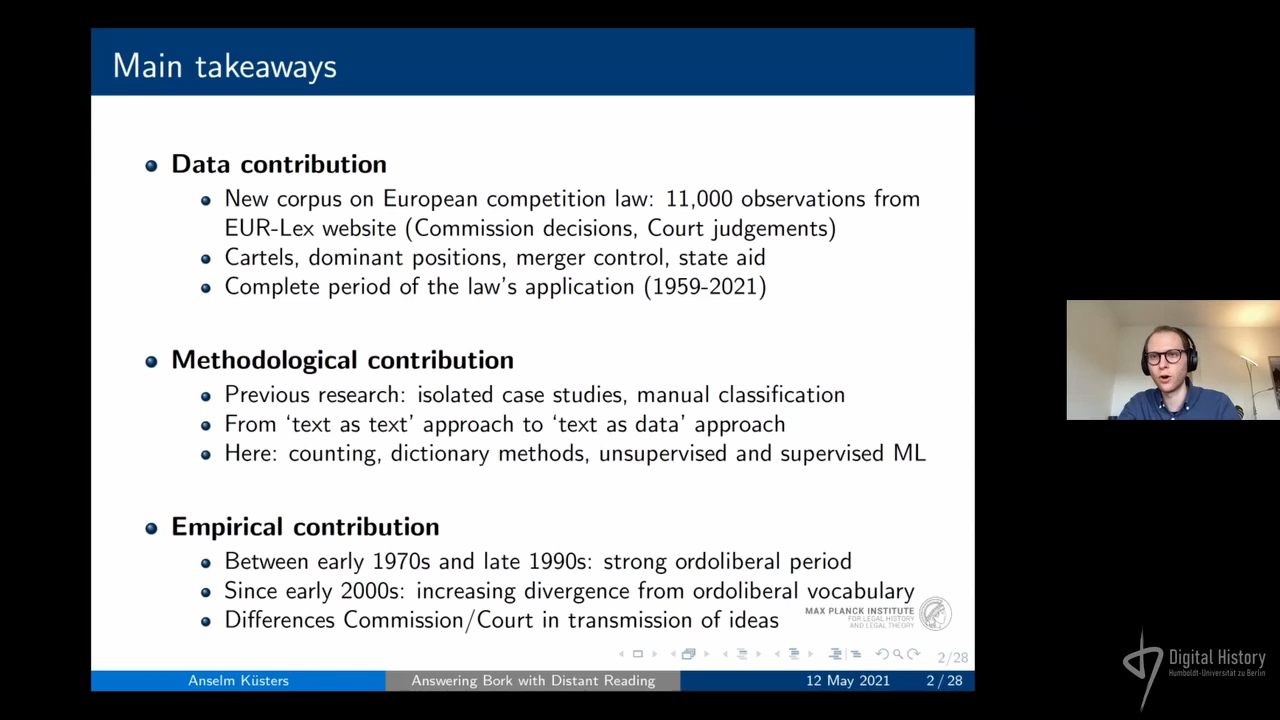 Main takeaways
Data contribution
New corpus on European competition law: 11,000 observations from
EUR-Lex website (Commission decisions, Court judgements)
Cartels, dominant positions, merger control, state aid
Complete period of the law's application (1959-2021)
Methodological contribution
Previous research: isolated case studies, manual classification
From ‘text as text’ approach to ‘text as data’ approach
Here: counting, dictionary methods, unsupervised and supervised ML
Empirical contribution
Between early 1970s and late 1990s: strong ordoliberal period
Since early 2000s: increasing divergence from ordoliberal vocabulary
Differences Commission/Court in transmission of ideas
MAX PLANCK INSTITUTE
FOR LEGAL HISTORY
AND LEGAL THEORY
2/28
Anselm Küsters Answering Bork with Distant Reading 12 May 2021 2 / 28
Digital History
Humboldt-Universität zu Berlin